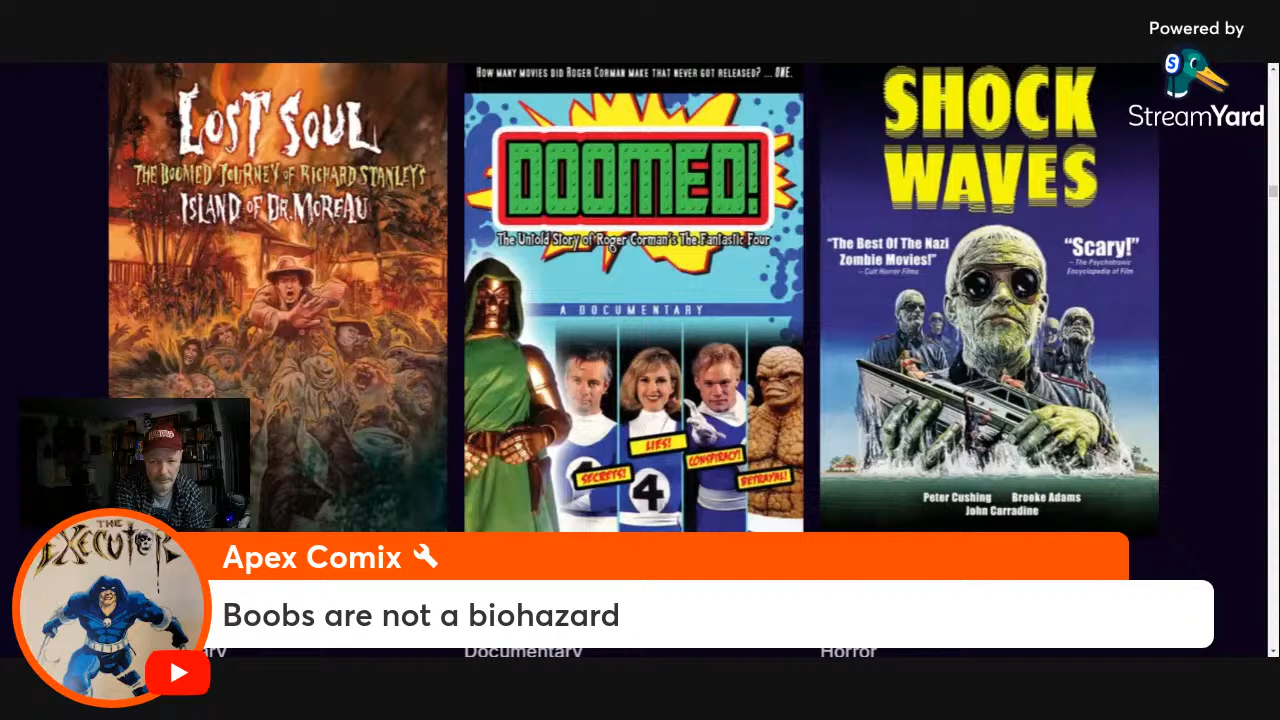 Powered by
StreamYard
LOST SOUL
THE DOOMED JOURNEY OF RICHARD STANLEY'S
ISLAND OF DR. MOREAU
HOW MANY MOVIES DID ROGER CORMAN MAKE THAT NEVER GOT RELEASED? ... ONE.
DOOMED!
The Untold Story of Roger Corman's The Fantastic Four
A DOCUMENTARY
SECRETS!
LIES!
CONSPIRACY!
BETRAYAL!
4
SHOCK
WAVES
"The Best Of The Nazi
Zombie Movies!"
– Cult Horror Films
"Scary!"
– The Psychotronic
Encyclopedia of Film
Peter Cushing Brooke Adams
John Carradine
THE
EXECUTOR
Apex Comix
Boobs are not a biohazard
Documentary
Horror